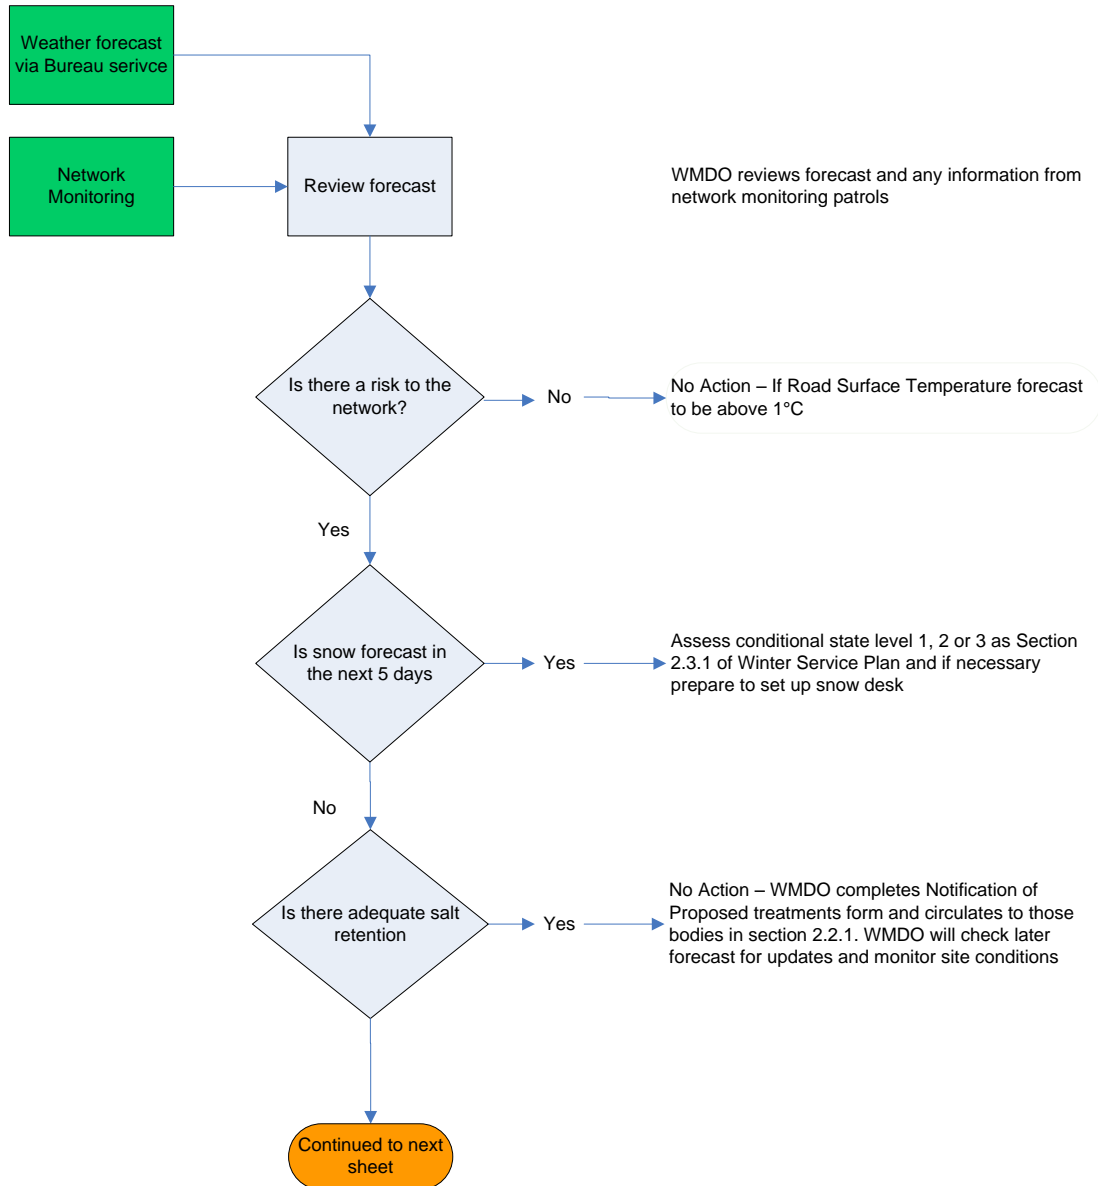 Weather forecast
via Bureau serivce
Network
Monitoring
Review forecast
WMDO reviews forecast and any information from
network monitoring patrols
Is there a risk to the
network?
No
No Action – If Road Surface Temperature forecast
to be above 1°C
Yes
Is snow forecast in
the next 5 days
Yes
Assess conditional state level 1, 2 or 3 as Section
2.3.1 of Winter Service Plan and if necessary
prepare to set up snow desk
No
Is there adequate salt
retention
Yes
No Action – WMDO completes Notification of
Proposed treatments form and circulates to those
bodies in section 2.2.1. WMDO will check later
forecast for updates and monitor site conditions
Continued to next
sheet